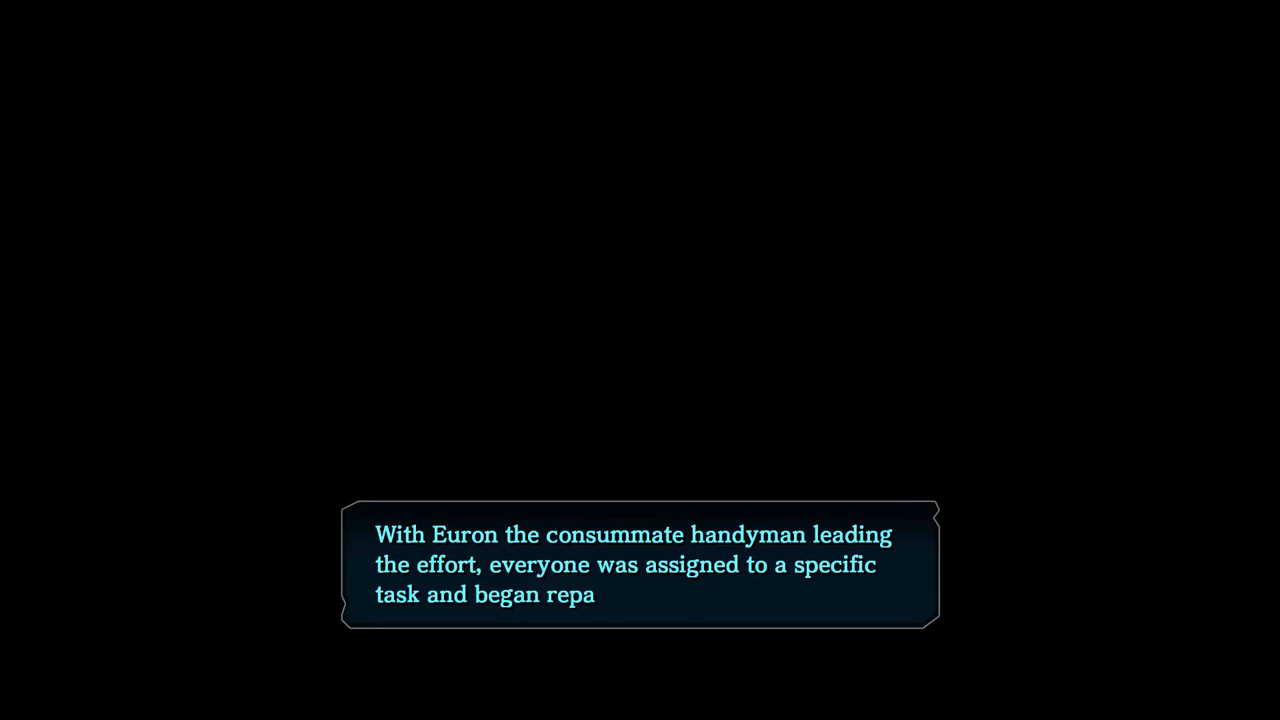 With Euron the consummate handyman leading
the effort, everyone was assigned to a specific
task and began repa